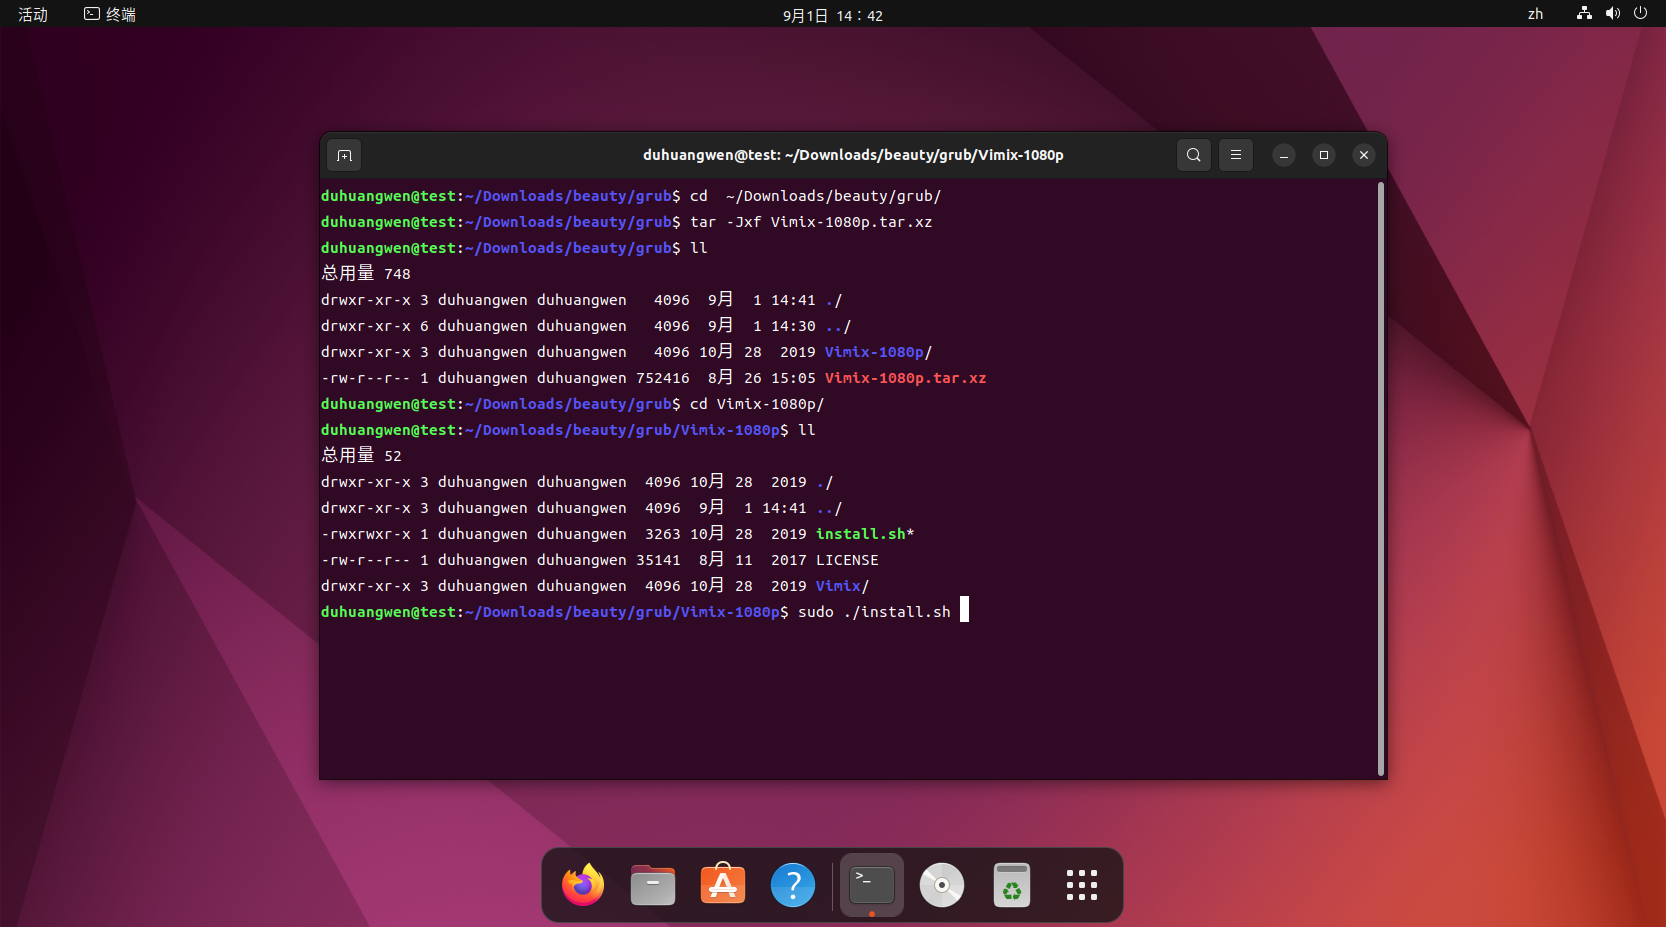 活动 终端 9月1日 14：42 zh
duhuangwen@test: ~/Downloads/beauty/grub/Vimix-1080p
duhuangwen@test:~/Downloads/beauty/grub$ cd  ~/Downloads/beauty/grub/
duhuangwen@test:~/Downloads/beauty/grub$ tar -Jxf Vimix-1080p.tar.xz
duhuangwen@test:~/Downloads/beauty/grub$ ll
总用量 748
drwxr-xr-x 3 duhuangwen duhuangwen   4096  9月  1 14:41 ./
drwxr-xr-x 6 duhuangwen duhuangwen   4096  9月  1 14:30 ../
drwxr-xr-x 3 duhuangwen duhuangwen   4096 10月 28  2019 Vimix-1080p/
-rw-r--r-- 1 duhuangwen duhuangwen 752416  8月 26 15:05 Vimix-1080p.tar.xz
duhuangwen@test:~/Downloads/beauty/grub$ cd Vimix-1080p/
duhuangwen@test:~/Downloads/beauty/grub/Vimix-1080p$ ll
总用量 52
drwxr-xr-x 3 duhuangwen duhuangwen  4096 10月 28  2019 ./
drwxr-xr-x 3 duhuangwen duhuangwen  4096  9月  1 14:41 ../
-rwxrwxr-x 1 duhuangwen duhuangwen  3263 10月 28  2019 install.sh*
-rw-r--r-- 1 duhuangwen duhuangwen 35141  8月 11  2017 LICENSE
drwxr-xr-x 3 duhuangwen duhuangwen  4096 10月 28  2019 Vimix/
duhuangwen@test:~/Downloads/beauty/grub/Vimix-1080p$ sudo ./install.sh